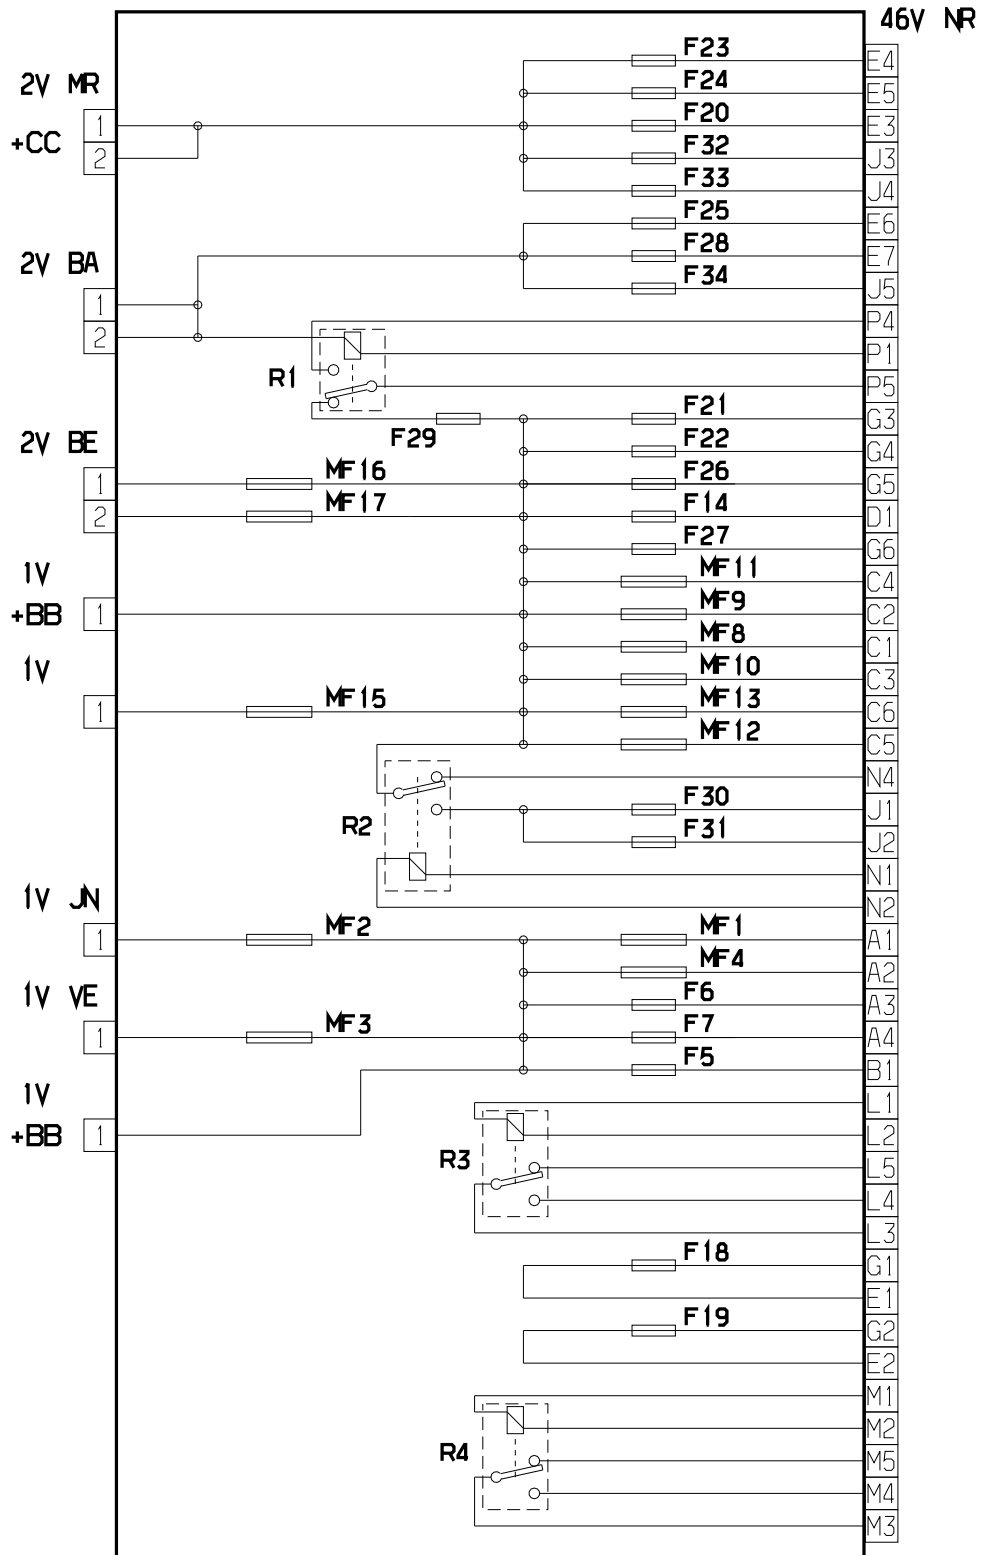 46V NR
F23
E4
2V MR
F24
E5
1
F20
E3
+CC
2
F32
J3
F33
J4
F25
E6
2V BA
F28
E7
1
F34
J5
2
P4
P1
R1
P5
F21
G3
F29
2V BE
F22
G4
1
MF16
F26
G5
2
MF17
F14
D1
F27
G6
1V
MF11
C4
+BB
1
MF9
C2
1V
MF8
C1
MF10
C3
1
MF15
MF13
C6
MF12
C5
N4
R2
F30
J1
F31
J2
N1
1V JN
N2
1
MF2
MF1
A1
MF4
A2
1V VE
F6
A3
1
MF3
F7
A4
F5
B1
1V
L1
+BB
1
L2
R3
L5
L4
L3
F18
G1
E1
F19
G2
E2
M1
M2
R4
M5
M4
M3